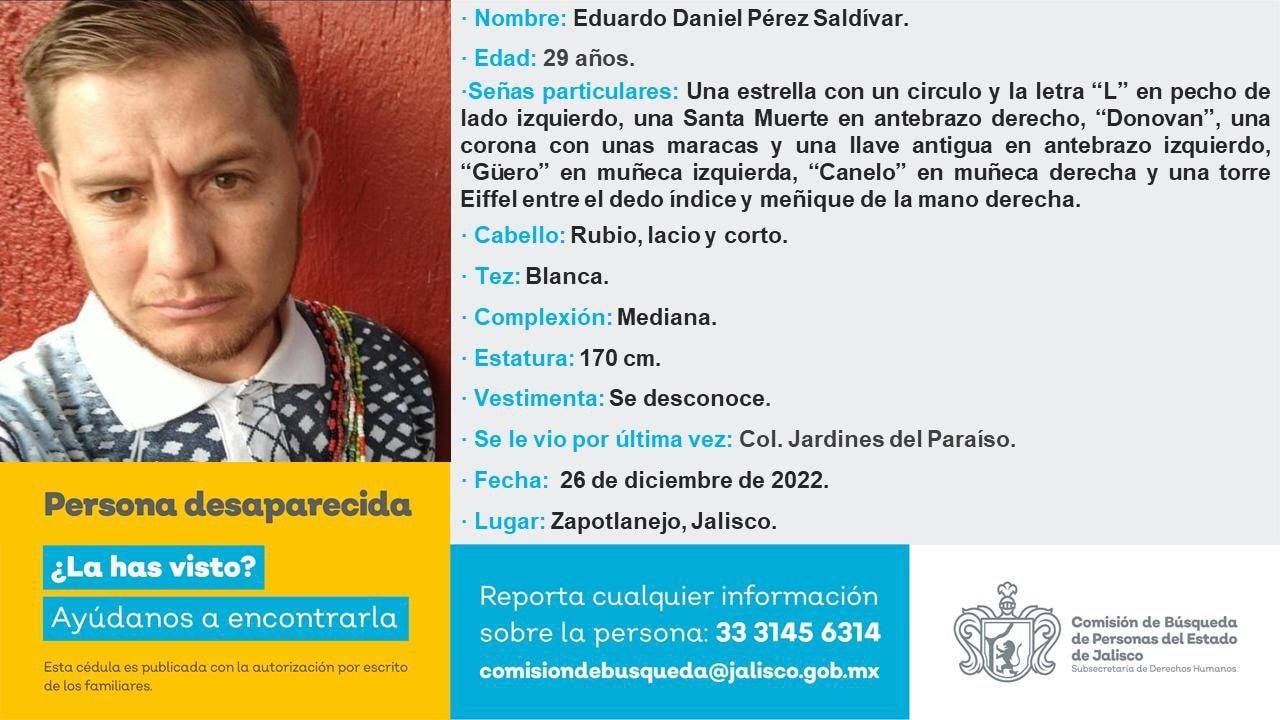 · Nombre: Eduardo Daniel Pérez Saldívar.
· Edad: 29 años.
·Señas particulares: Una estrella con un circulo y la letra “L” en pecho de
lado izquierdo, una Santa Muerte en antebrazo derecho, “Donovan”, una
corona con unas maracas y una llave antigua en antebrazo izquierdo,
“Güero” en muñeca izquierda, “Canelo” en muñeca derecha y una torre
Eiffel entre el dedo índice y meñique de la mano derecha.
· Cabello: Rubio, lacio y corto.
· Tez: Blanca.
· Complexión: Mediana.
· Estatura: 170 cm.
· Vestimenta: Se desconoce.
· Se le vio por última vez: Col. Jardines del Paraíso.
· Fecha: 26 de diciembre de 2022.
· Lugar: Zapotlanejo, Jalisco.
Persona desaparecida
¿La has visto?
Ayúdanos a encontrarla
Esta cédula es publicada con la autorización por escrito
de los familiares.
Reporta cualquier información
sobre la persona: 33 3145 6314
comisiondebusqueda@jalisco.gob.mx
Comisión de Búsqueda
de Personas del Estado
de Jalisco
Subsecretaría de Derechos Humanos